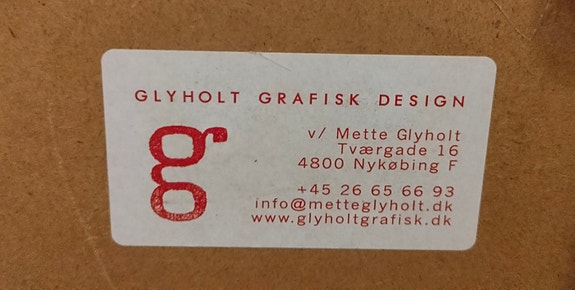 GLYHOLT GRAFISK DESIGN
g
v/ Mette Glyholt
Tværgade 16
4800 Nykøbing F
+45 26 65 66 93
info@metteglyholt.dk
www.glyholtgrafisk.dk